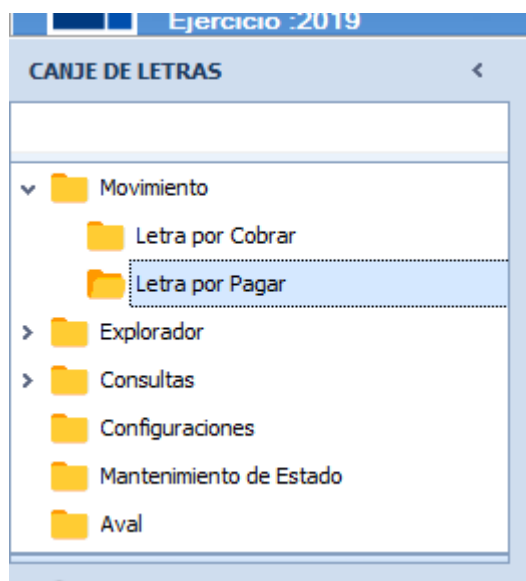 Ejercicio :2019
CANJE DE LETRAS
Movimiento
Letra por Cobrar
Letra por Pagar
Explorador
Consultas
Configuraciones
Mantenimiento de Estado
Aval